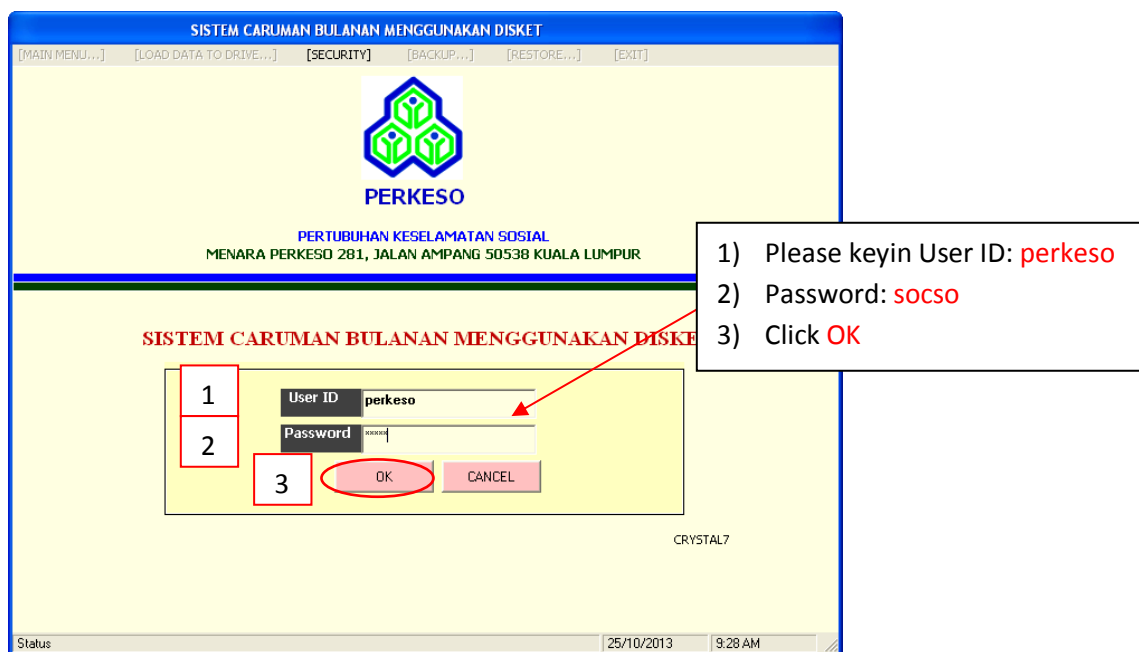 SISTEM CARUMAN BULANAN MENGGUNAKAN DISKET
[MAIN MENU...] [LOAD DATA TO DRIVE...] [SECURITY] [BACKUP...] [RESTORE...] [EXIT]
PERKESO
PERTUBUHAN KESELAMATAN SOSIAL
MENARA PERKESO 281, JALAN AMPANG 50538 KUALA LUMPUR
1) Please keyin User ID: perkeso
2) Password: socso
3) Click OK
SISTEM CARUMAN BULANAN MENGGUNAKAN DISKE
1 User ID perkeso
2 Password xxxxx
3 OK CANCEL
CRYSTAL7
Status 25/10/2013 9:28 AM